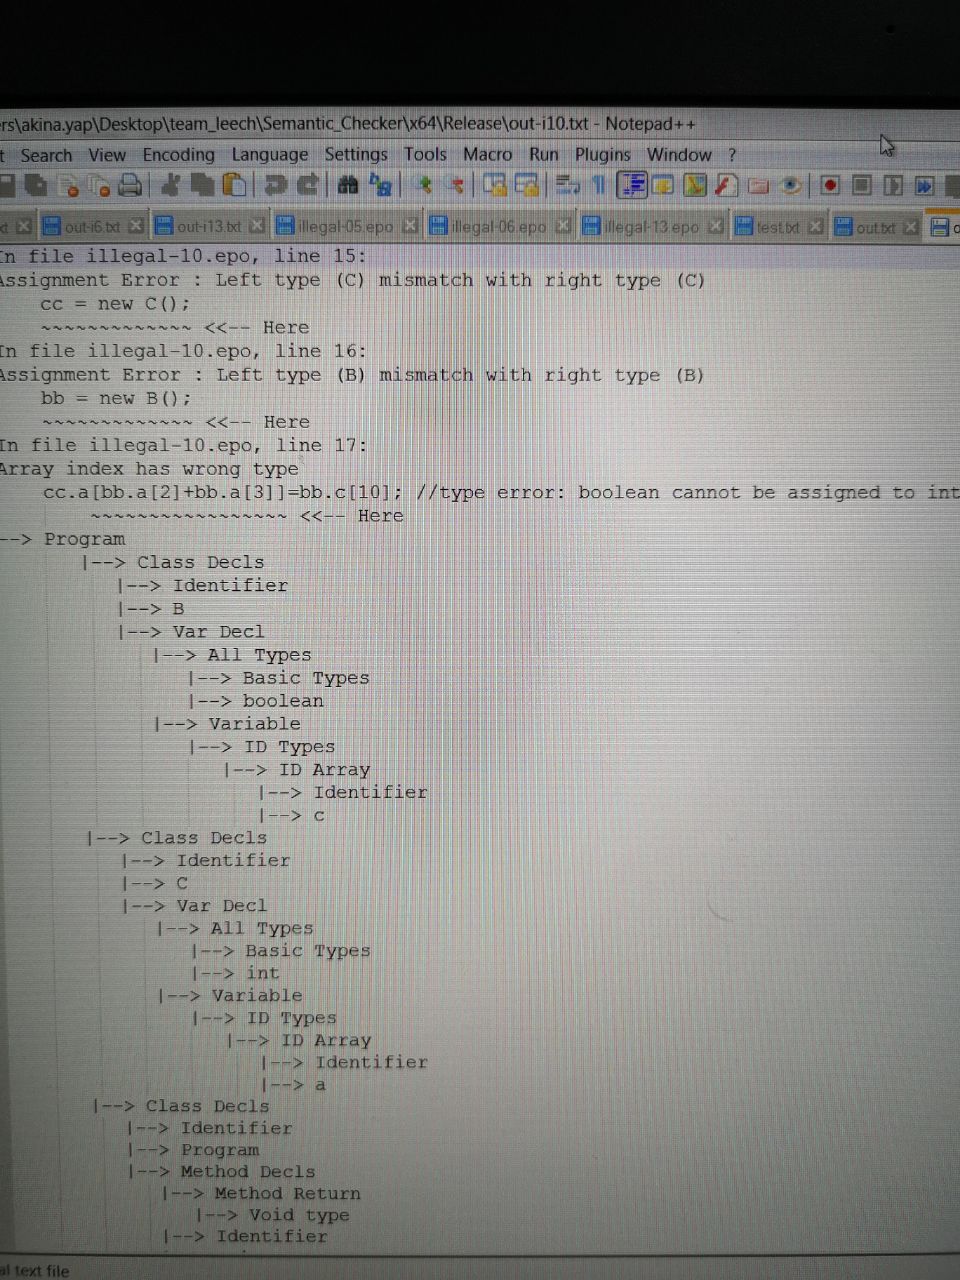 rs\akina.yap\Desktop\team_leech\Semantic_Checker\x64\Release\out-i10.txt - Notepad++
t Search View Encoding Language Settings Tools Macro Run Plugins Window ?
out-i6.txt out-i13.txt illegal-05.epo illegal-06.epo illegal-13.epo test.txt out.txt
In file illegal-10.epo, line 15:
Assignment Error : Left type (C) mismatch with right type (C)
cc = new C();
~~~~~~~~~~~~~ <<-- Here
In file illegal-10.epo, line 16:
Assignment Error : Left type (B) mismatch with right type (B)
bb = new B();
~~~~~~~~~~~~~ <<-- Here
In file illegal-10.epo, line 17:
Array index has wrong type
cc.a[bb.a[2]+bb.a[3]]=bb.c[10]; //type error: boolean cannot be assigned to int
~~~~~~~~~~~~~~~~~ <<-- Here
--> Program
|--> Class Decls
|--> Identifier
|--> B
|--> Var Decl
|--> All Types
|--> Basic Types
|--> boolean
|--> Variable
|--> ID Types
|--> ID Array
|--> Identifier
|--> c
|--> Class Decls
|--> Identifier
|--> C
|--> Var Decl
|--> All Types
|--> Basic Types
|--> int
|--> Variable
|--> ID Types
|--> ID Array
|--> Identifier
|--> a
|--> Class Decls
|--> Identifier
|--> Program
|--> Method Decls
|--> Method Return
|--> Void type
|--> Identifier
al text file